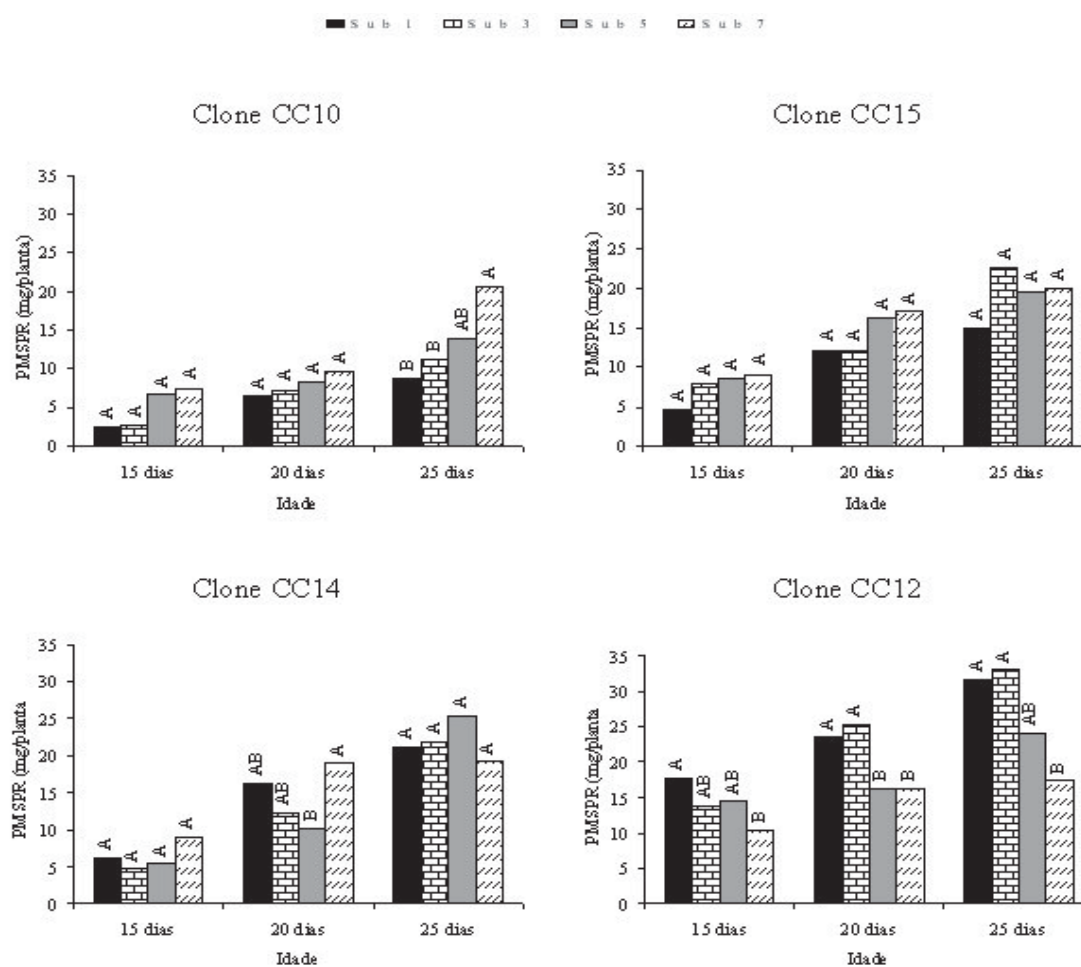 Sub 1 Sub 3 Sub 5 Sub 7
Clone CC10
PMSPR (mg/planta)
35
30
25
20
15
10
5
0
A A A A
A A A A
B B AB A
15 dias 20 dias 25 dias
Idade
Clone CC15
PMSPR (mg/planta)
35
30
25
20
15
10
5
0
A A A A
A A A A
A A A A
15 dias 20 dias 25 dias
Idade
Clone CC14
PMSPR (mg/planta
35
30
25
20
15
10
5
0
A A A A
AB AB B A
A A A A
15 dias 20 dias 25 dias
Idade
Clone CC12
PMSPR (mg/planta
35
30
25
20
15
10
5
0
A AB AB B
A A B B
A A AB B
15 dias 20 dias 25 dias
Idade